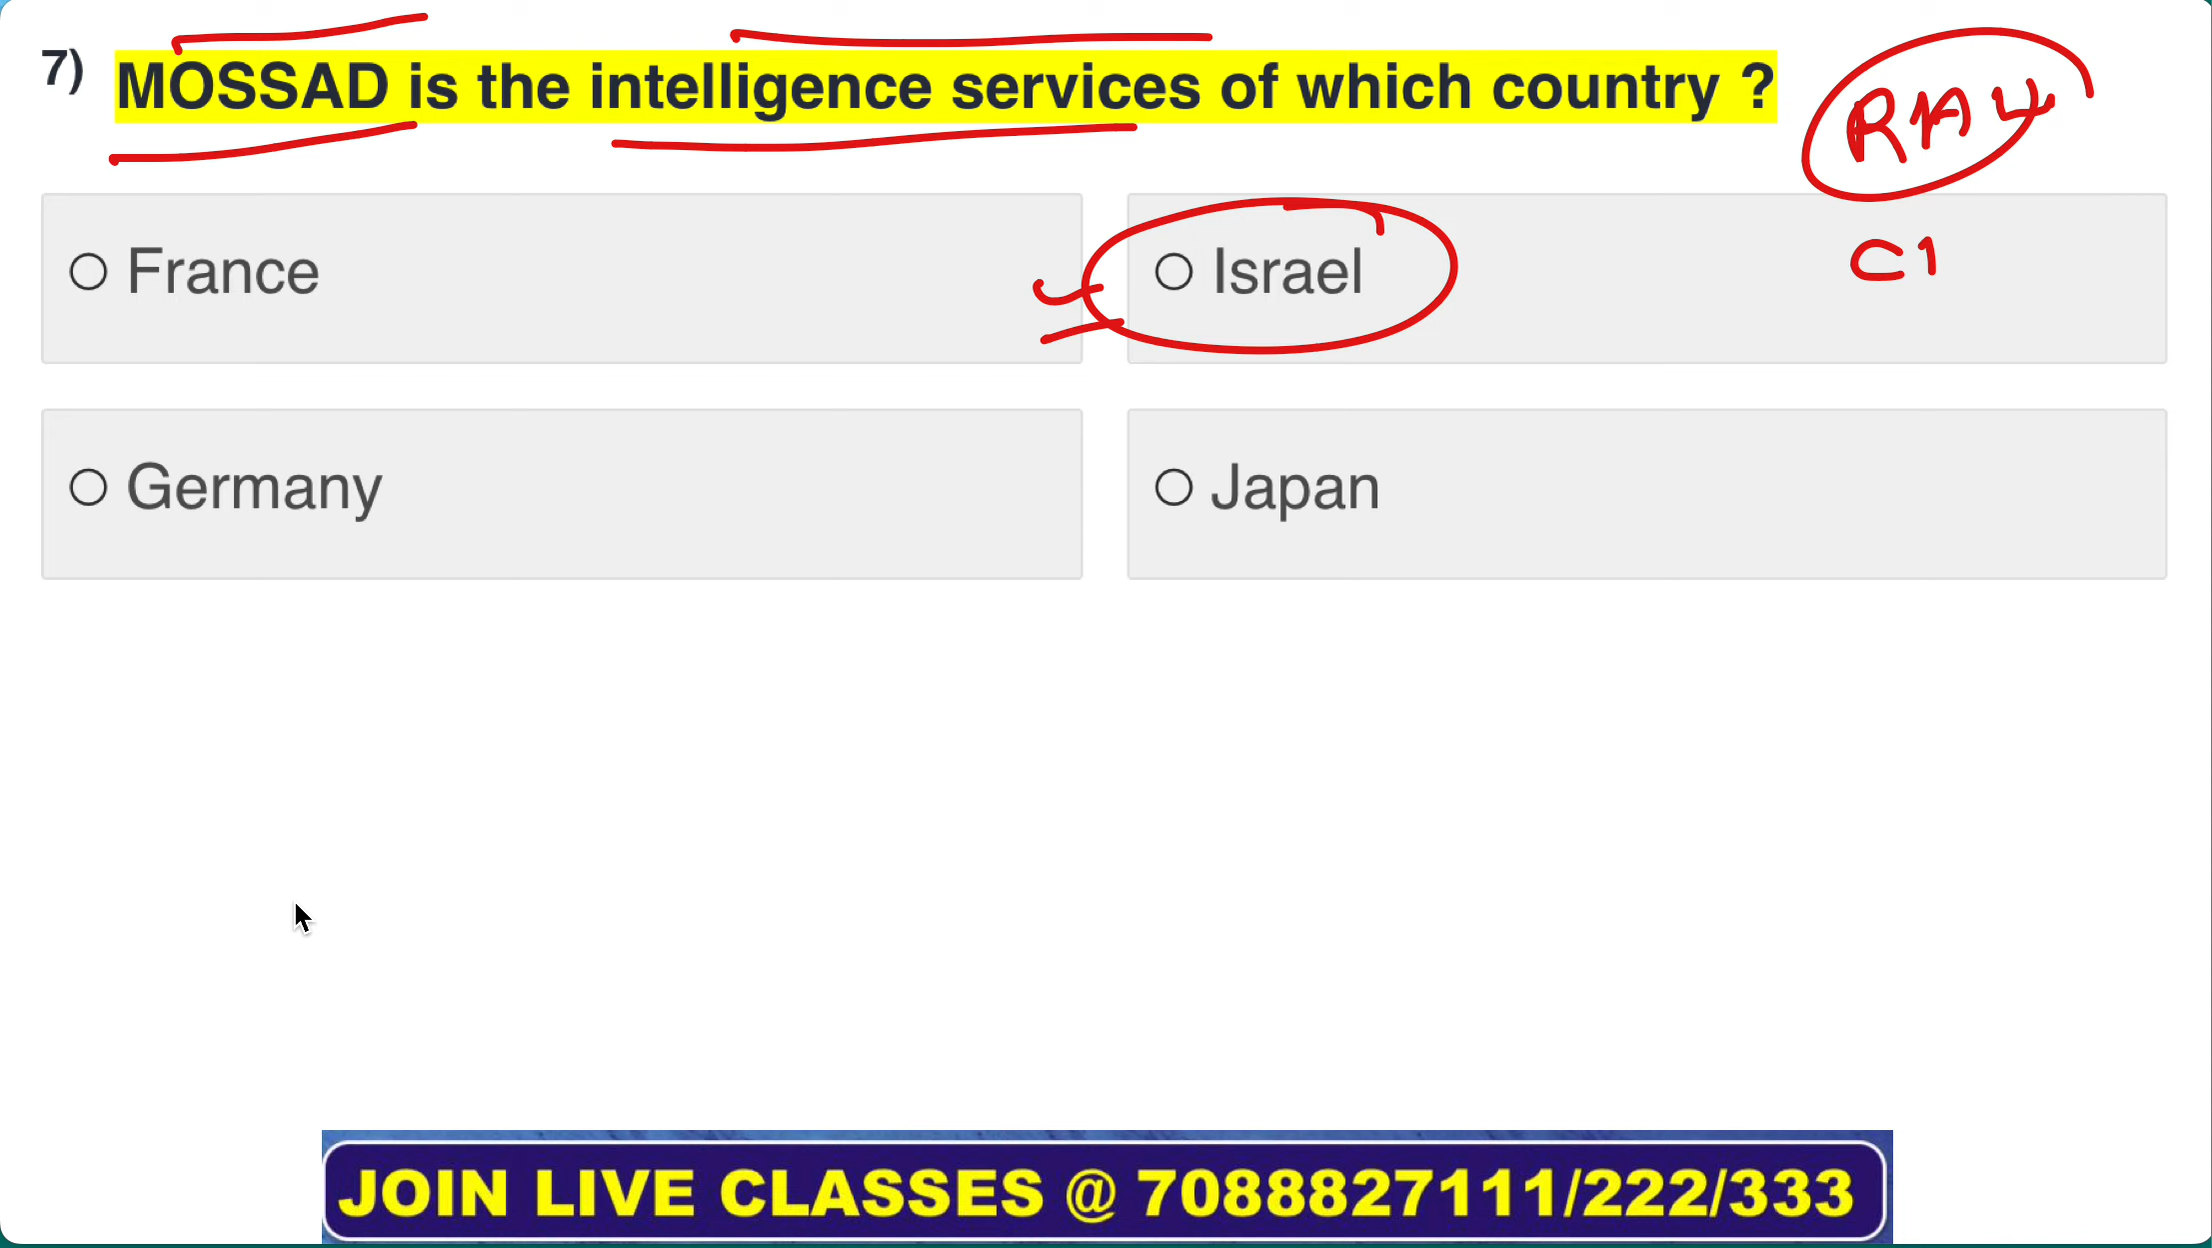 7) MOSSAD is the intelligence services of which country ?
RAW
France
Israel
C1
Germany
Japan
JOIN LIVE CLASSES @ 7088827111/222/333